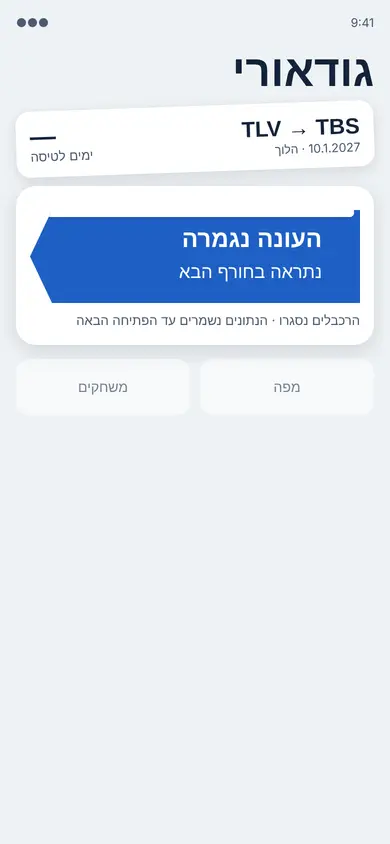 9:41
גודאורי
TLV → TBS
10.1.2027 · הלוך
—
ימים לטיסה
העונה נגמרה
נתראה בחורף הבא
הרכבלים נסגרו · הנתונים נשמרים עד הפתיחה הבאה
מפה
משחקים